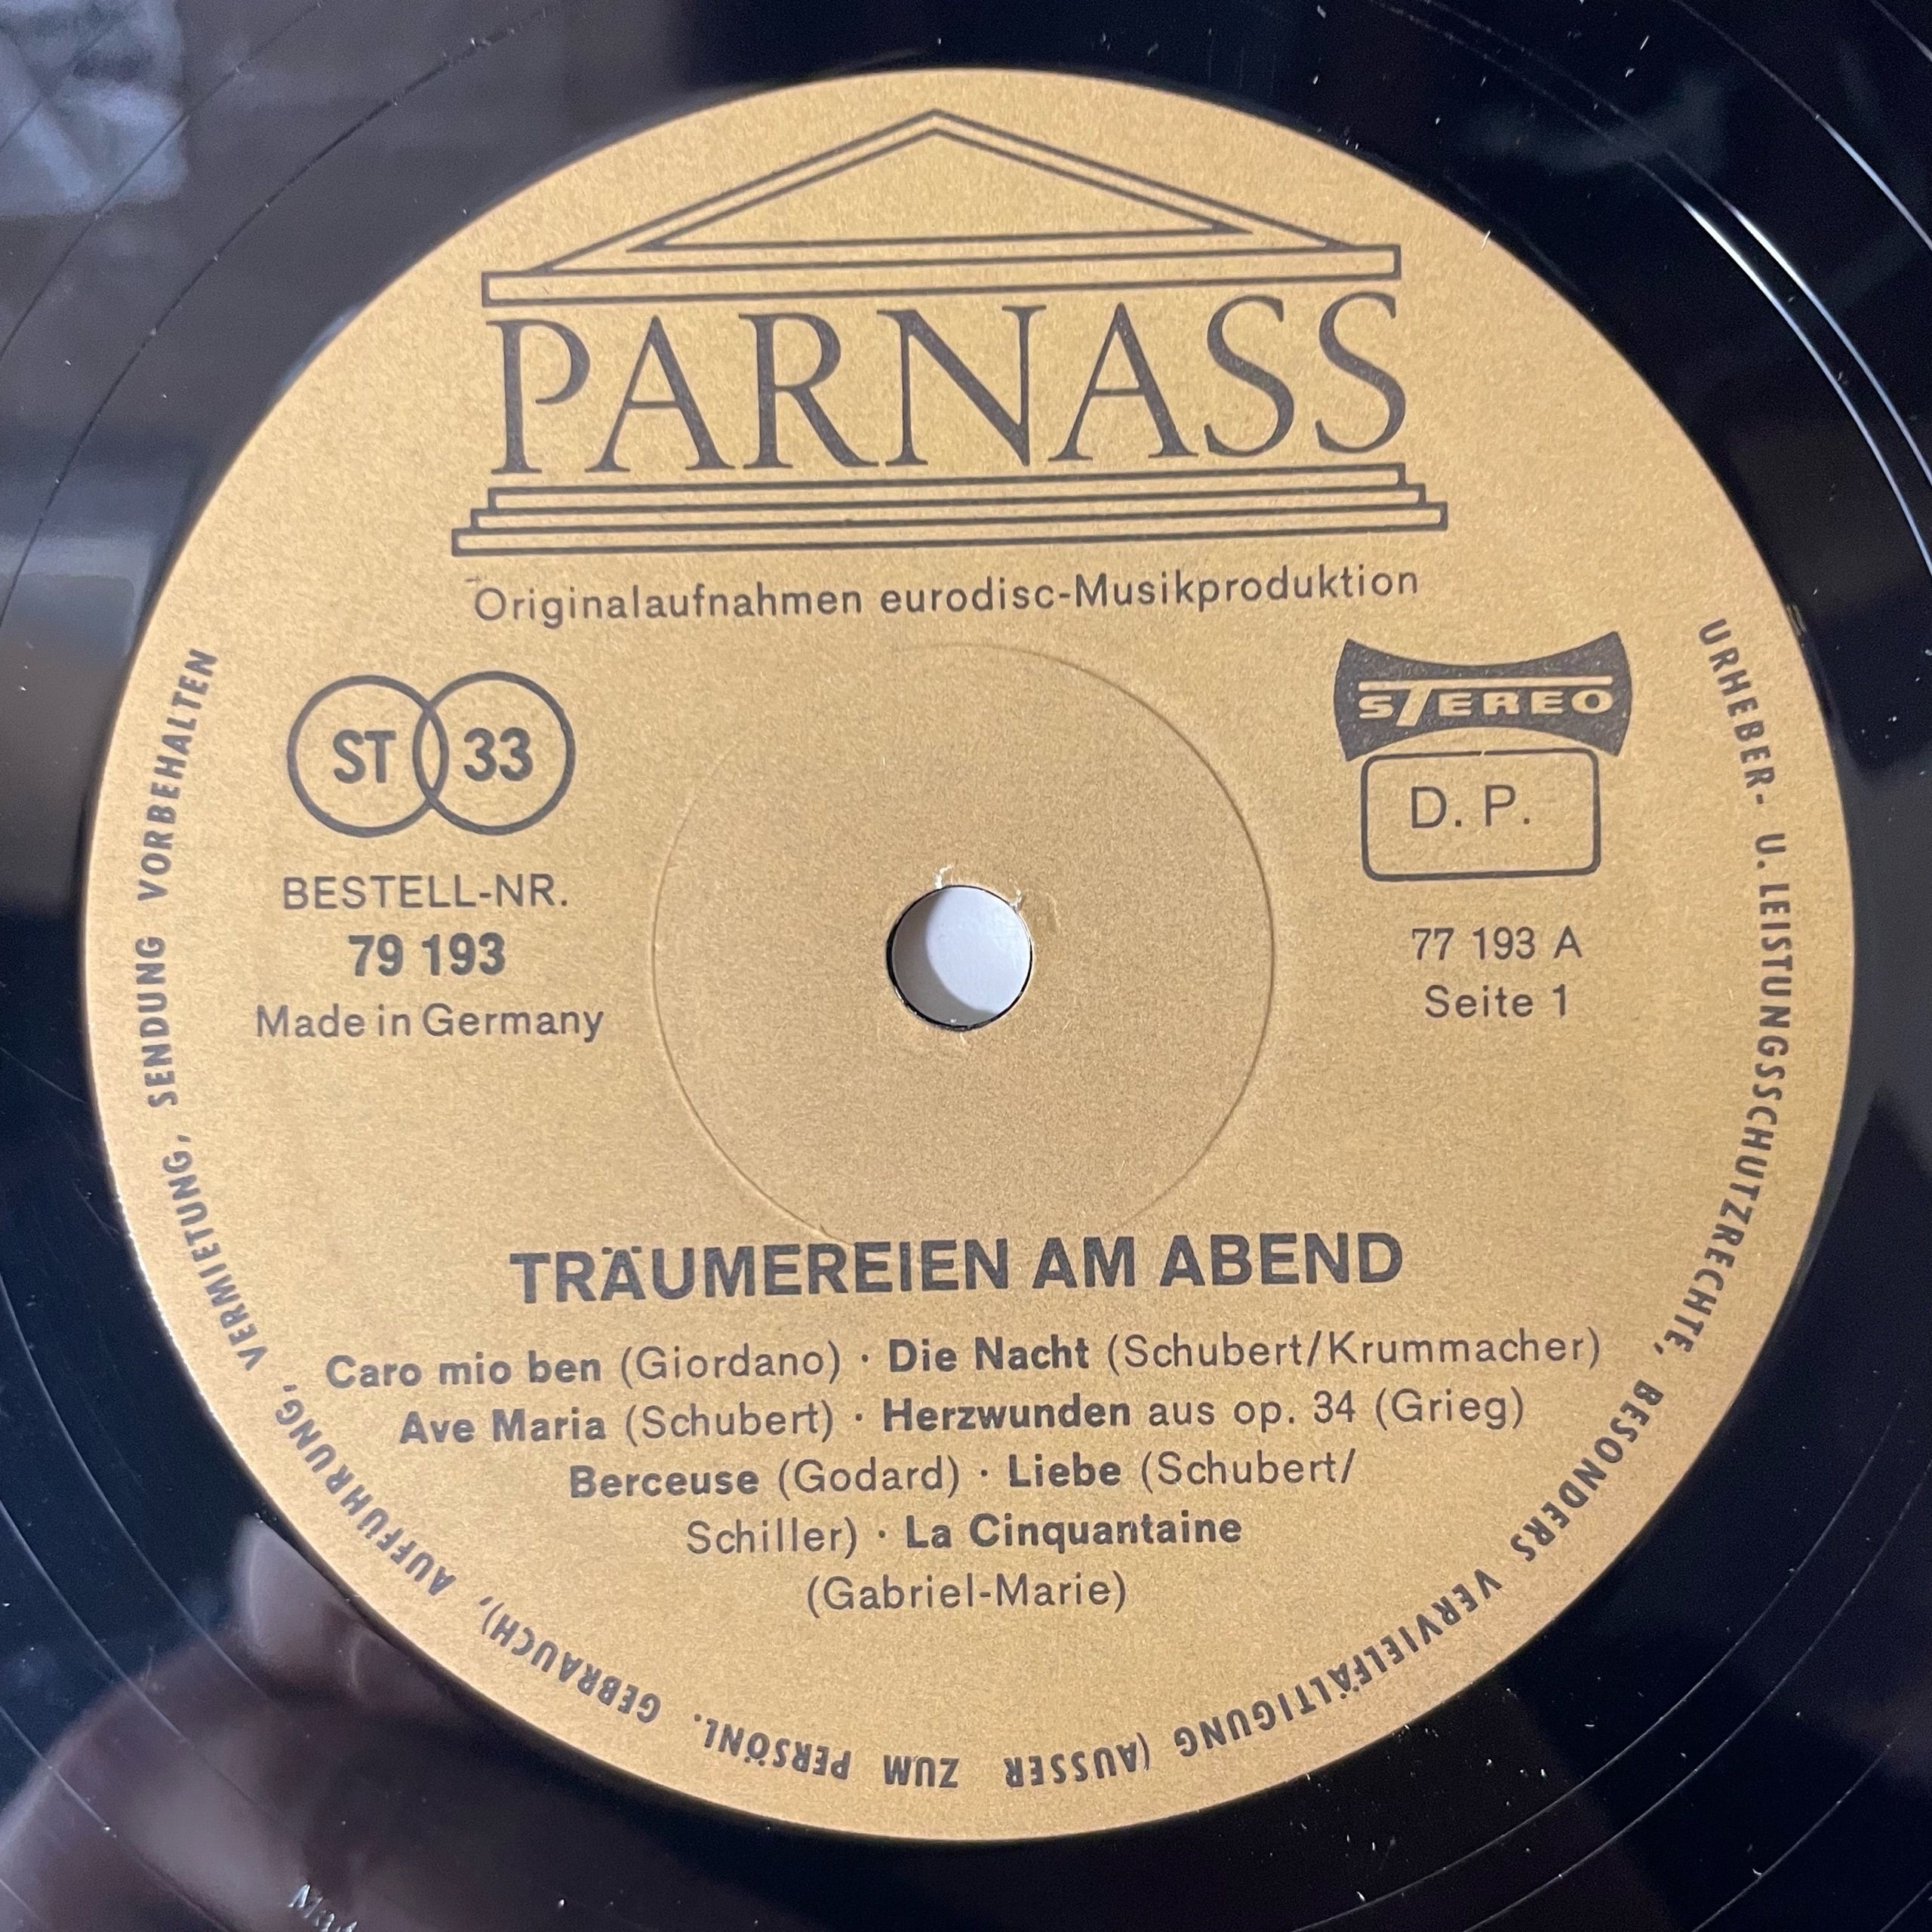 PARNASS
Originalaufnahmen eurodisc-Musikproduktion
ST 33
STEREO
D. P.
BESTELL-NR.
79 193
Made in Germany
77 193 A
Seite 1
TRÄUMEREIEN AM ABEND
Caro mio ben (Giordano) · Die Nacht (Schubert/Krummacher)
Ave Maria (Schubert) · Herzwunden aus op. 34 (Grieg)
Berceuse (Godard) · Liebe (Schubert/
Schiller) · La Cinquantaine
(Gabriel-Marie)
URHEBER- U. LEISTUNGSSCHUTZRECHTE, BESONDERS VERVIELFÄLTIGUNG (AUSSER ZUM PERSÖNL. GEBRAUCH), AUFFÜHRUNG, VERMIETUNG, SENDUNG VORBEHALTEN